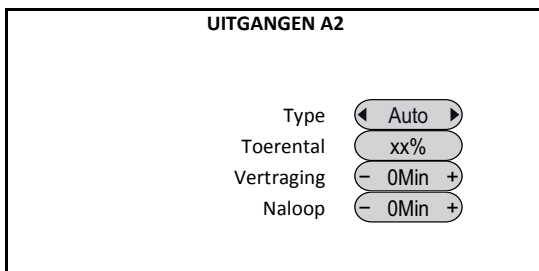 UITGANGEN A2
Type ◀ Auto ▶
Toerental xx%
Vertraging − 0Min +
Naloop − 0Min +